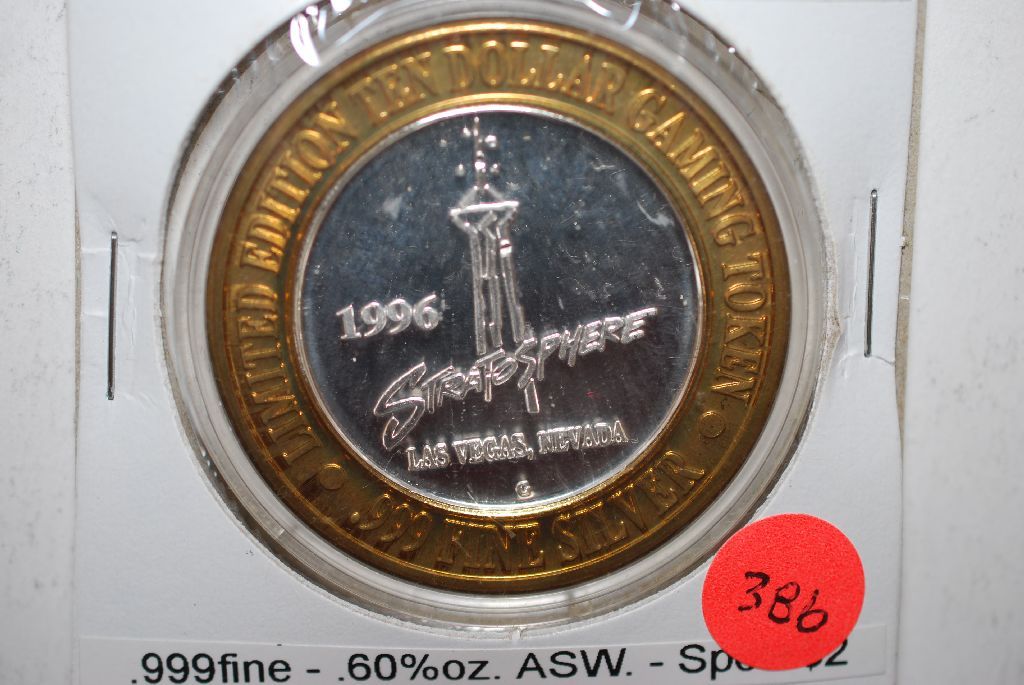 LIMITED EDITION TEN DOLLAR GAMING TOKEN
1996
STRATOSPHERE
LAS VEGAS, NEVADA
G
.999 FINE SILVER
386
.999fine - .60%oz. ASW. -